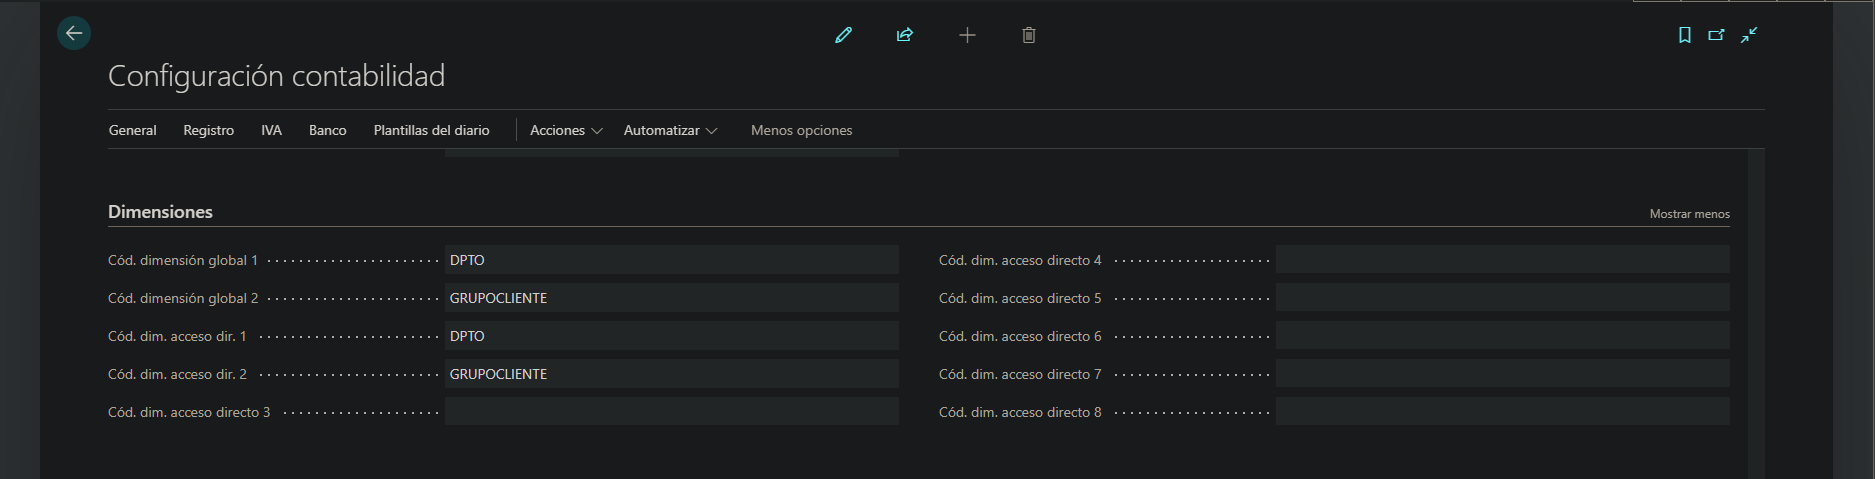 Configuración contabilidad
General Registro IVA Banco Plantillas del diario Acciones Automatizar Menos opciones
Dimensiones Mostrar menos
Cód. dimensión global 1 DPTO
Cód. dimensión global 2 GRUPOCLIENTE
Cód. dim. acceso dir. 1 DPTO
Cód. dim. acceso dir. 2 GRUPOCLIENTE
Cód. dim. acceso directo 3
Cód. dim. acceso directo 4
Cód. dim. acceso directo 5
Cód. dim. acceso directo 6
Cód. dim. acceso directo 7
Cód. dim. acceso directo 8